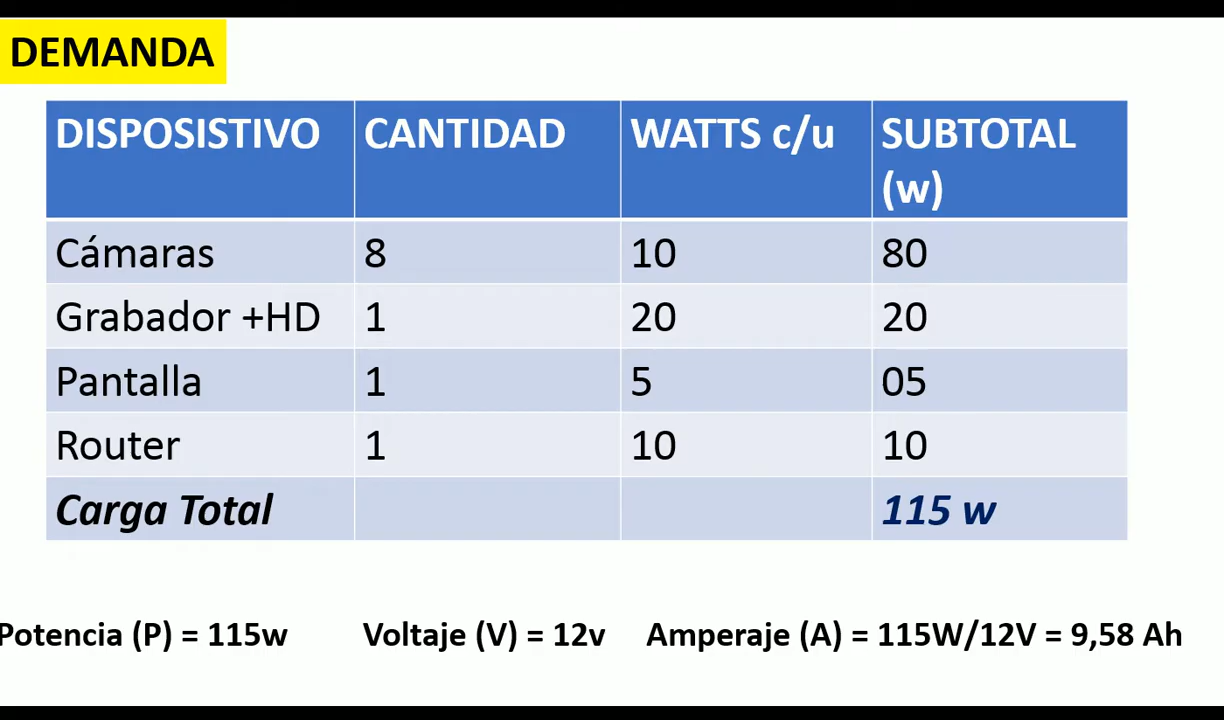 DEMANDA
DISPOSISTIVO CANTIDAD WATTS c/u SUBTOTAL
(w)
Cámaras 8 10 80
Grabador +HD 1 20 20
Pantalla 1 5 05
Router 1 10 10
Carga Total 115 w
Potencia (P) = 115w Voltaje (V) = 12v Amperaje (A) = 115W/12V = 9,58 Ah